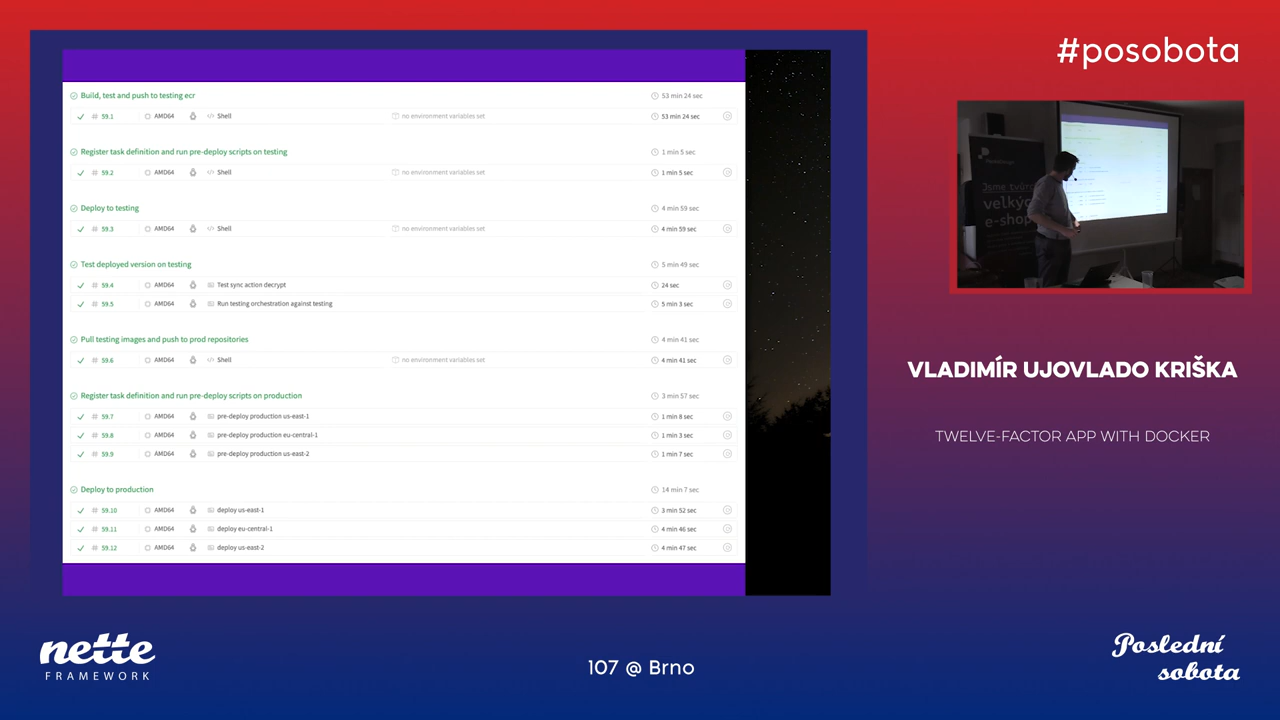 #posobota
Build, test and push to testing ecr 53 min 24 sec
# 59.1 AMD64 </> Shell no environment variables set 53 min 24 sec
Register task definition and run pre-deploy scripts on testing 1 min 5 sec
# 59.2 AMD64 </> Shell no environment variables set 1 min 5 sec
Deploy to testing 4 min 59 sec
# 59.3 AMD64 </> Shell no environment variables set 4 min 59 sec
Test deployed version on testing 5 min 49 sec
# 59.4 AMD64 Test sync action decrypt 24 sec
# 59.5 AMD64 Run testing orchestration against testing 5 min 3 sec
Pull testing images and push to prod repositories 4 min 41 sec
# 59.6 AMD64 </> Shell no environment variables set 4 min 41 sec
Register task definition and run pre-deploy scripts on production 3 min 57 sec
# 59.7 AMD64 pre-deploy production us-east-1 1 min 8 sec
# 59.8 AMD64 pre-deploy production eu-central-1 1 min 3 sec
# 59.9 AMD64 pre-deploy production us-east-2 1 min 7 sec
Deploy to production 14 min 7 sec
# 59.10 AMD64 deploy us-east-1 3 min 52 sec
# 59.11 AMD64 deploy eu-central-1 4 min 46 sec
# 59.12 AMD64 deploy us-east-2 4 min 47 sec
Jsme tvůrci
velkých
e-shop
VLADIMÍR UJOVLADO KRIŠKA
TWELVE-FACTOR APP WITH DOCKER
nette
FRAMEWORK
107 @ Brno
Poslední
sobota